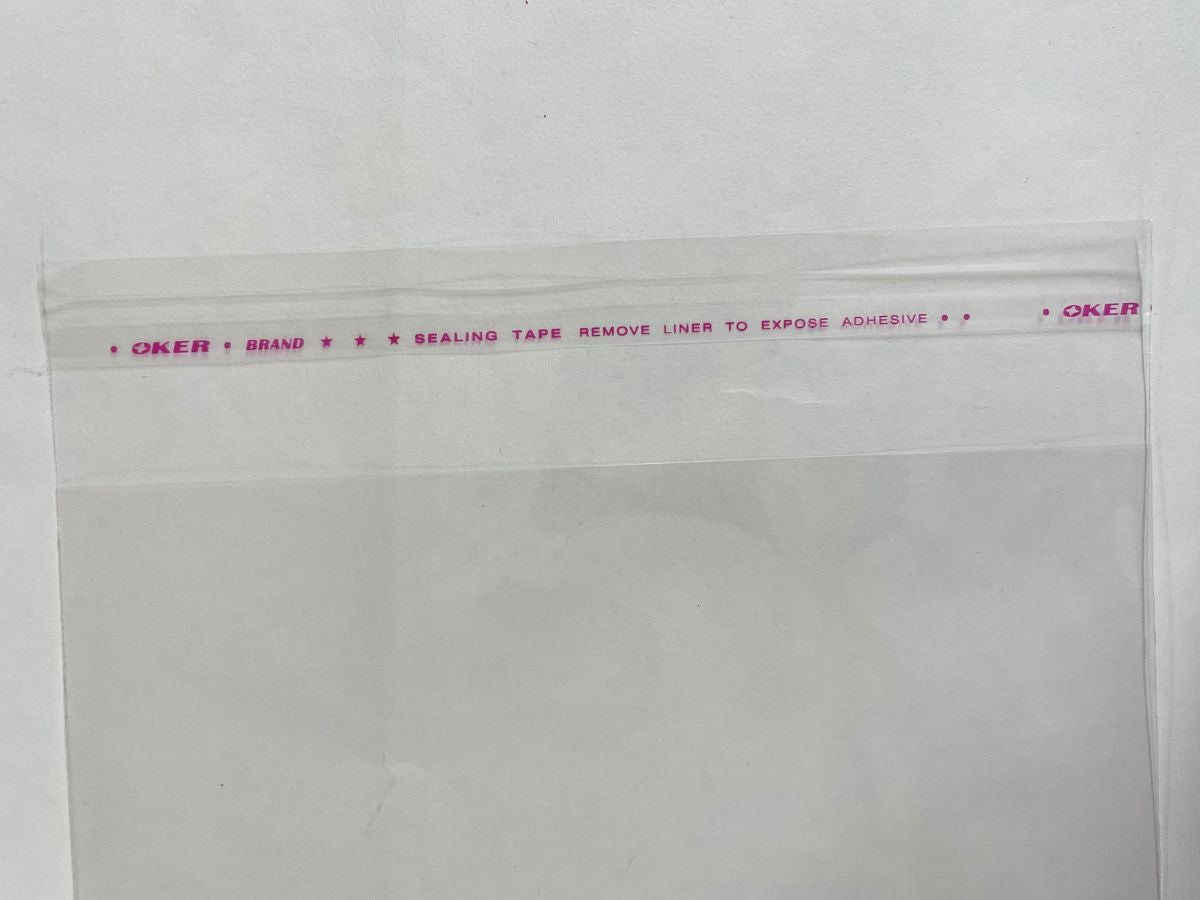 • OKER • BRAND ★ ★ ★ SEALING TAPE REMOVE LINER TO EXPOSE ADHESIVE • • • OKER •